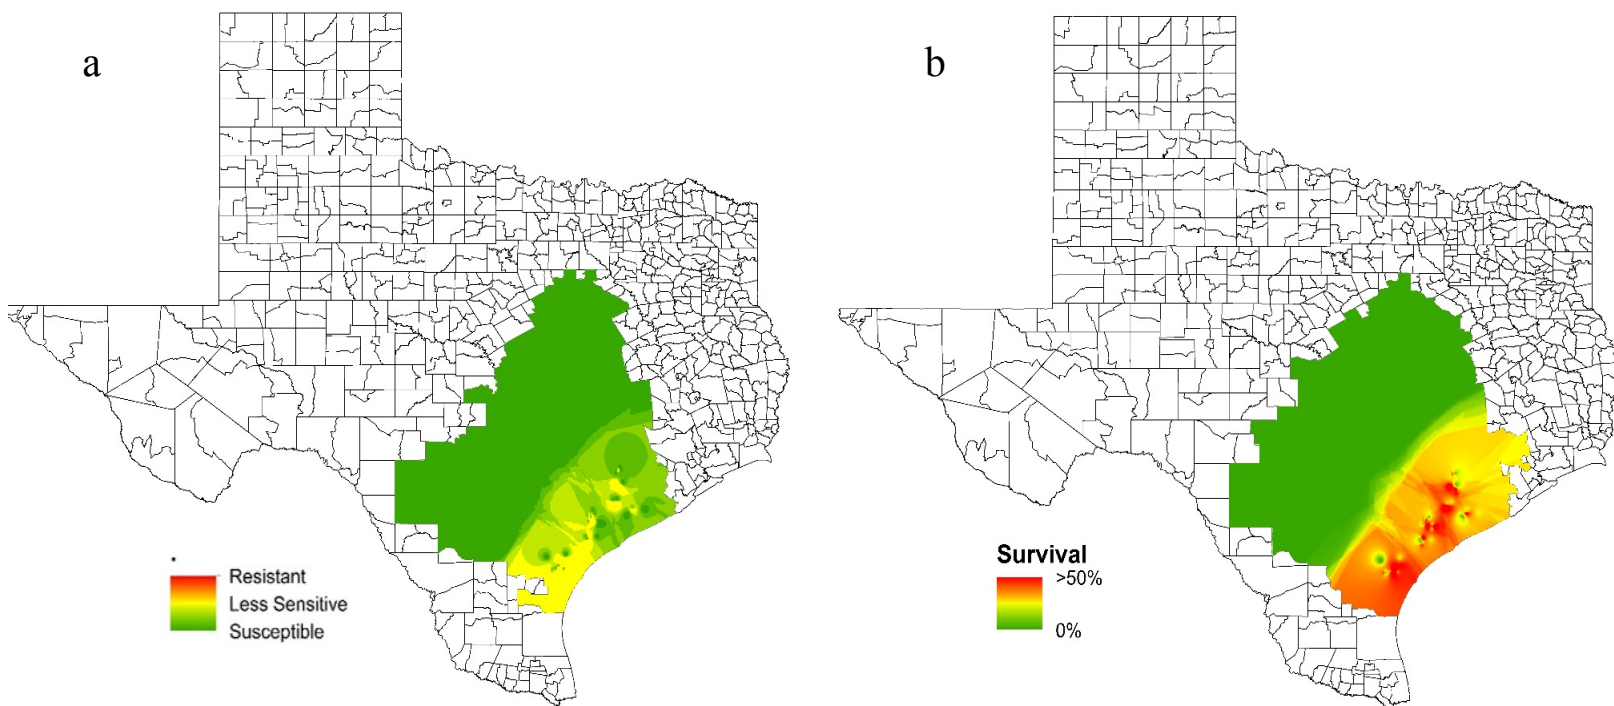 a
b
Resistant
Less Sensitive
Susceptible
Survival
>50%
0%